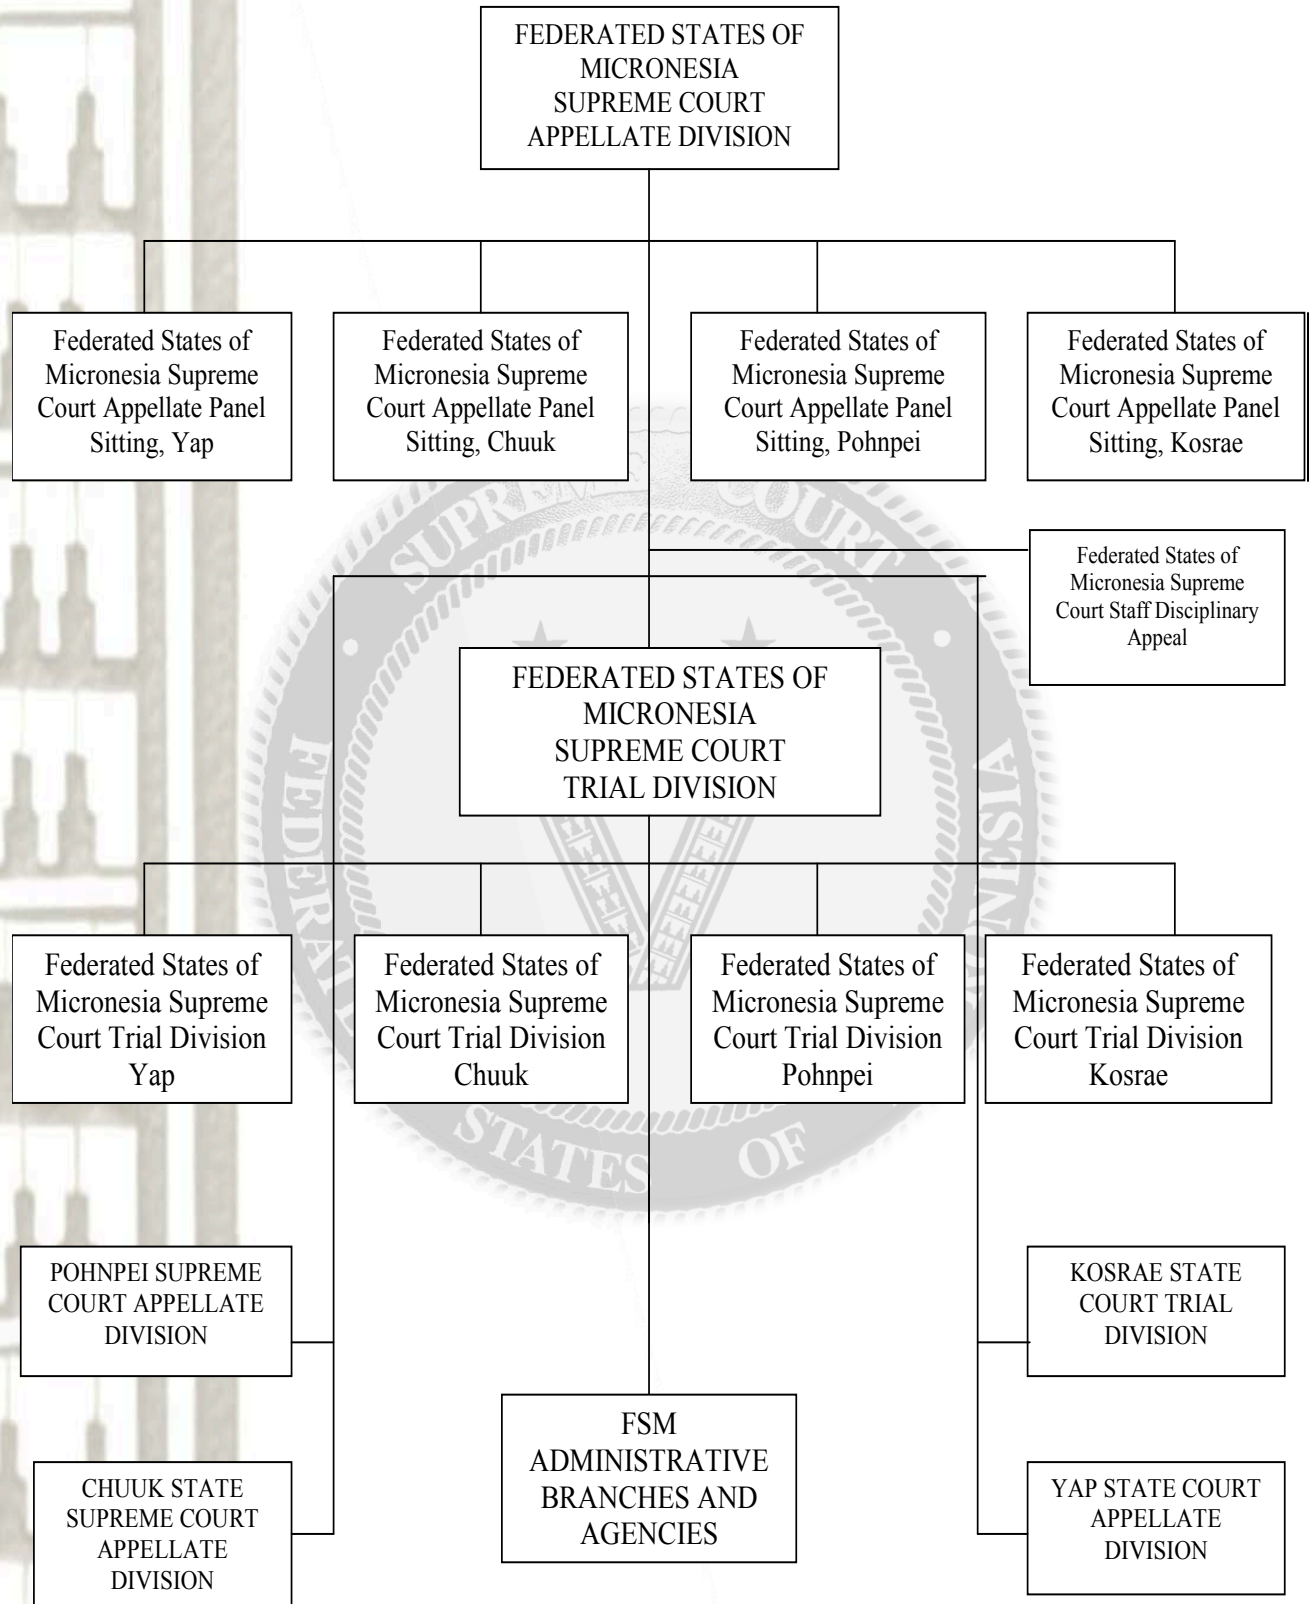 FEDERATED STATES OF
MICRONESIA
SUPREME COURT
APPELLATE DIVISION
Federated States of
Micronesia Supreme
Court Appellate Panel
Sitting, Yap
Federated States of
Micronesia Supreme
Court Appellate Panel
Sitting, Chuuk
Federated States of
Micronesia Supreme
Court Appellate Panel
Sitting, Pohnpei
Federated States of
Micronesia Supreme
Court Appellate Panel
Sitting, Kosrae
Federated States of
Micronesia Supreme
Court Staff Disciplinary
Appeal
FEDERATED STATES OF
MICRONESIA
SUPREME COURT
TRIAL DIVISION
Federated States of
Micronesia Supreme
Court Trial Division
Yap
Federated States of
Micronesia Supreme
Court Trial Division
Chuuk
Federated States of
Micronesia Supreme
Court Trial Division
Pohnpei
Federated States of
Micronesia Supreme
Court Trial Division
Kosrae
POHNPEI SUPREME
COURT APPELLATE
DIVISION
KOSRAE STATE
COURT TRIAL
DIVISION
FSM
ADMINISTRATIVE
BRANCHES AND
AGENCIES
CHUUK STATE
SUPREME COURT
APPELLATE
DIVISION
YAP STATE COURT
APPELLATE
DIVISION
SUPREME COURT
STATES OF